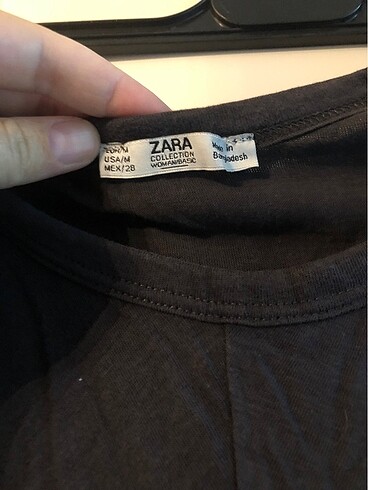 EUR/M
USA/M
MEX/28
ZARA
COLLECTION
WOMAN/BASIC
Made in
Bangladesh